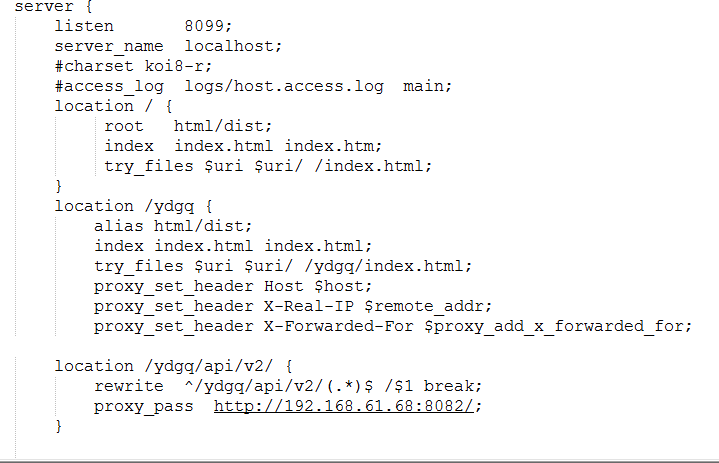 server {
listen 8099;
server_name localhost;
#charset koi8-r;
#access_log logs/host.access.log main;
location / {
root html/dist;
index index.html index.htm;
try_files $uri $uri/ /index.html;
}
location /ydgq {
alias html/dist;
index index.html index.html;
try_files $uri $uri/ /ydgq/index.html;
proxy_set_header Host $host;
proxy_set_header X-Real-IP $remote_addr;
proxy_set_header X-Forwarded-For $proxy_add_x_forwarded_for;
location /ydgq/api/v2/ {
rewrite ^/ydgq/api/v2/(.*)$ /$1 break;
proxy_pass http://192.168.61.68:8082/;
}